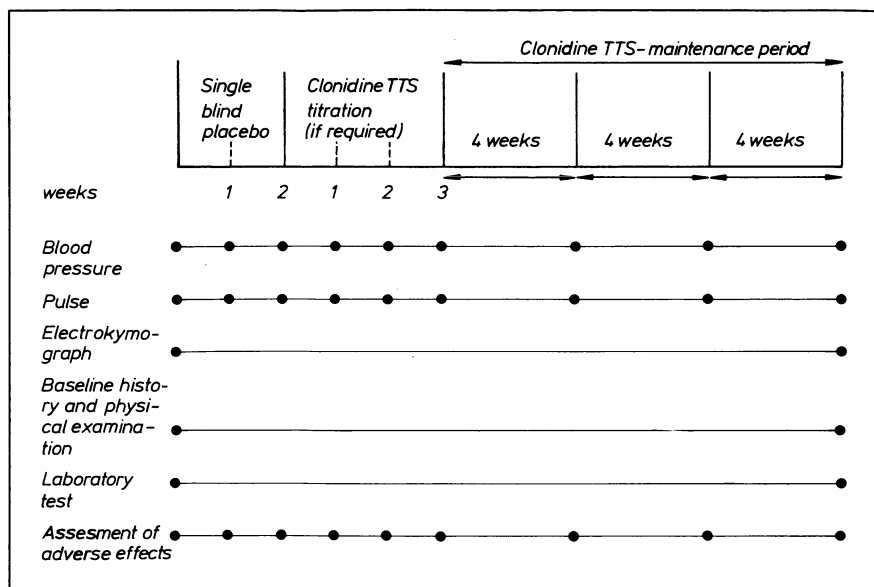 Clonidine TTS-maintenance period
Single
blind
placebo
Clonidine TTS
titration
(if required)
4 weeks
4 weeks
4 weeks
weeks
1
2
1
2
3
Blood
pressure
Pulse
Electrokymo-
graph
Baseline histo-
ry and physi-
cal examina-
tion
Laboratory
test
Assesment of
adverse effects